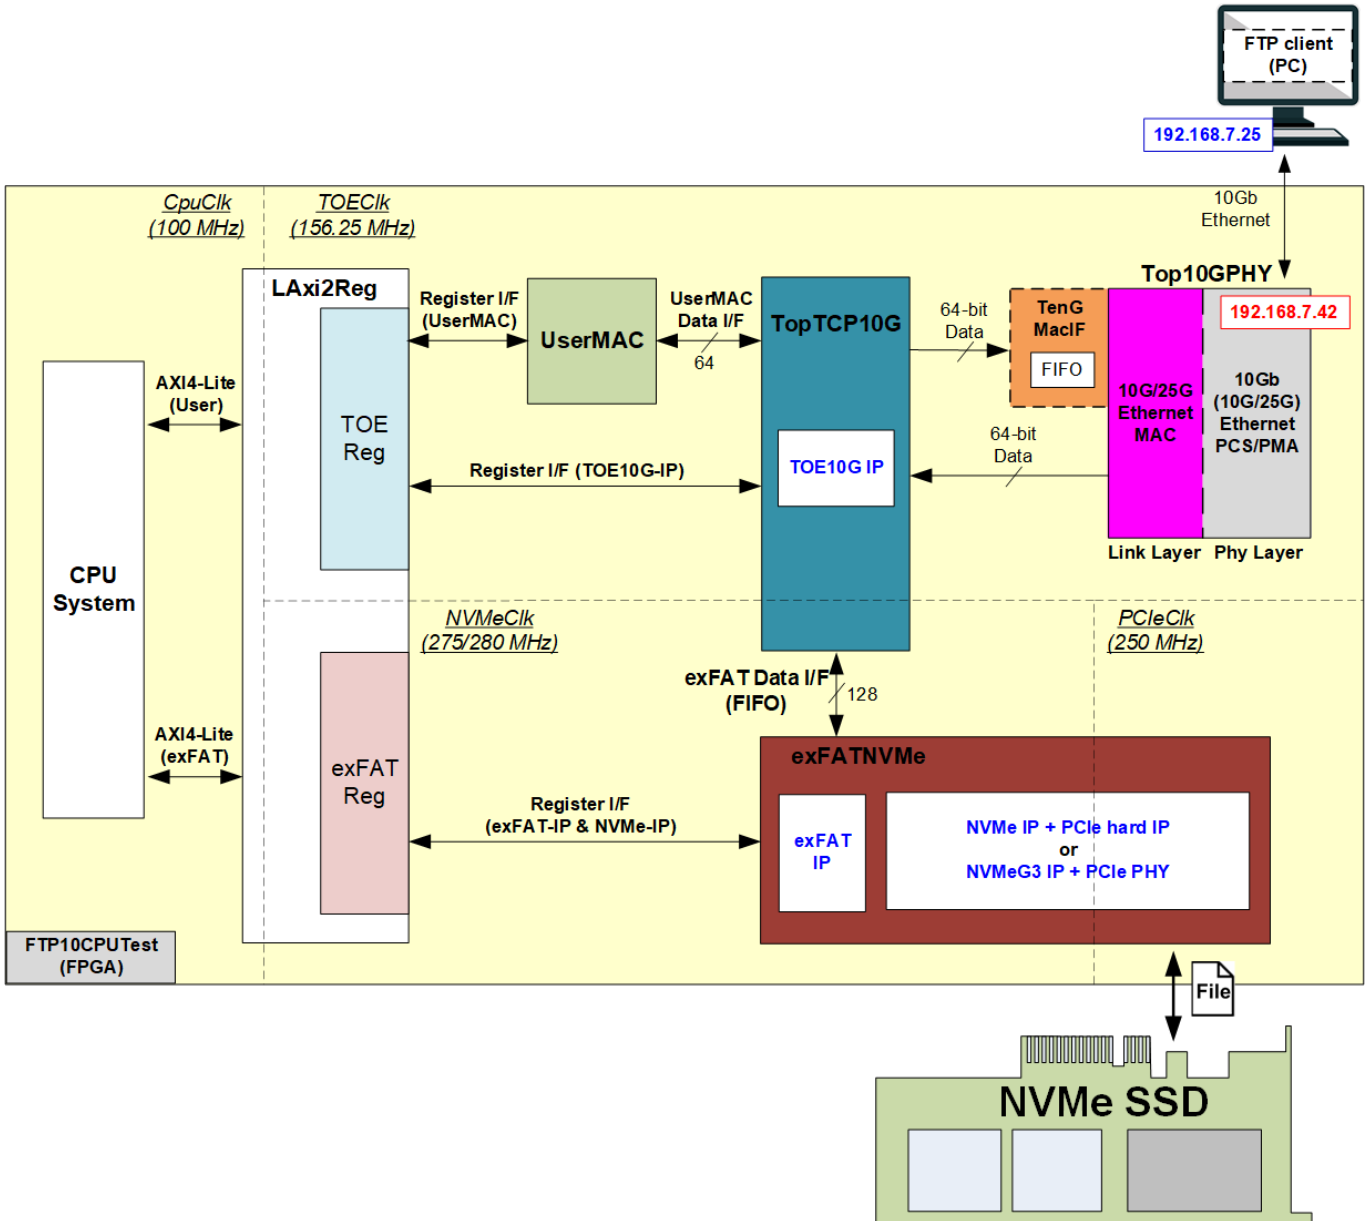 FTP client
(PC)
192.168.7.25
10Gb
Ethernet
CpuClk
(100 MHz)
TOEClk
(156.25 MHz)
LAxi2Reg
Register I/F
(UserMAC)
UserMAC
UserMAC
Data I/F
64
TopTCP10G
64-bit
Data
TenG
MacIF
FIFO
Top10GPHY
192.168.7.42
10G/25G
Ethernet
MAC
10Gb
(10G/25G)
Ethernet
PCS/PMA
AXI4-Lite
(User)
TOE
Reg
Register I/F (TOE10G-IP)
TOE10G IP
64-bit
Data
Link Layer
Phy Layer
CPU
System
NVMeClk
(275/280 MHz)
PCIeClk
(250 MHz)
exFAT Data I/F
(FIFO)
128
AXI4-Lite
(exFAT)
exFAT
Reg
Register I/F
(exFAT-IP & NVMe-IP)
exFATNVMe
exFAT
IP
NVMe IP + PCIe hard IP
or
NVMeG3 IP + PCIe PHY
FTP10CPUTest
(FPGA)
File
NVMe SSD